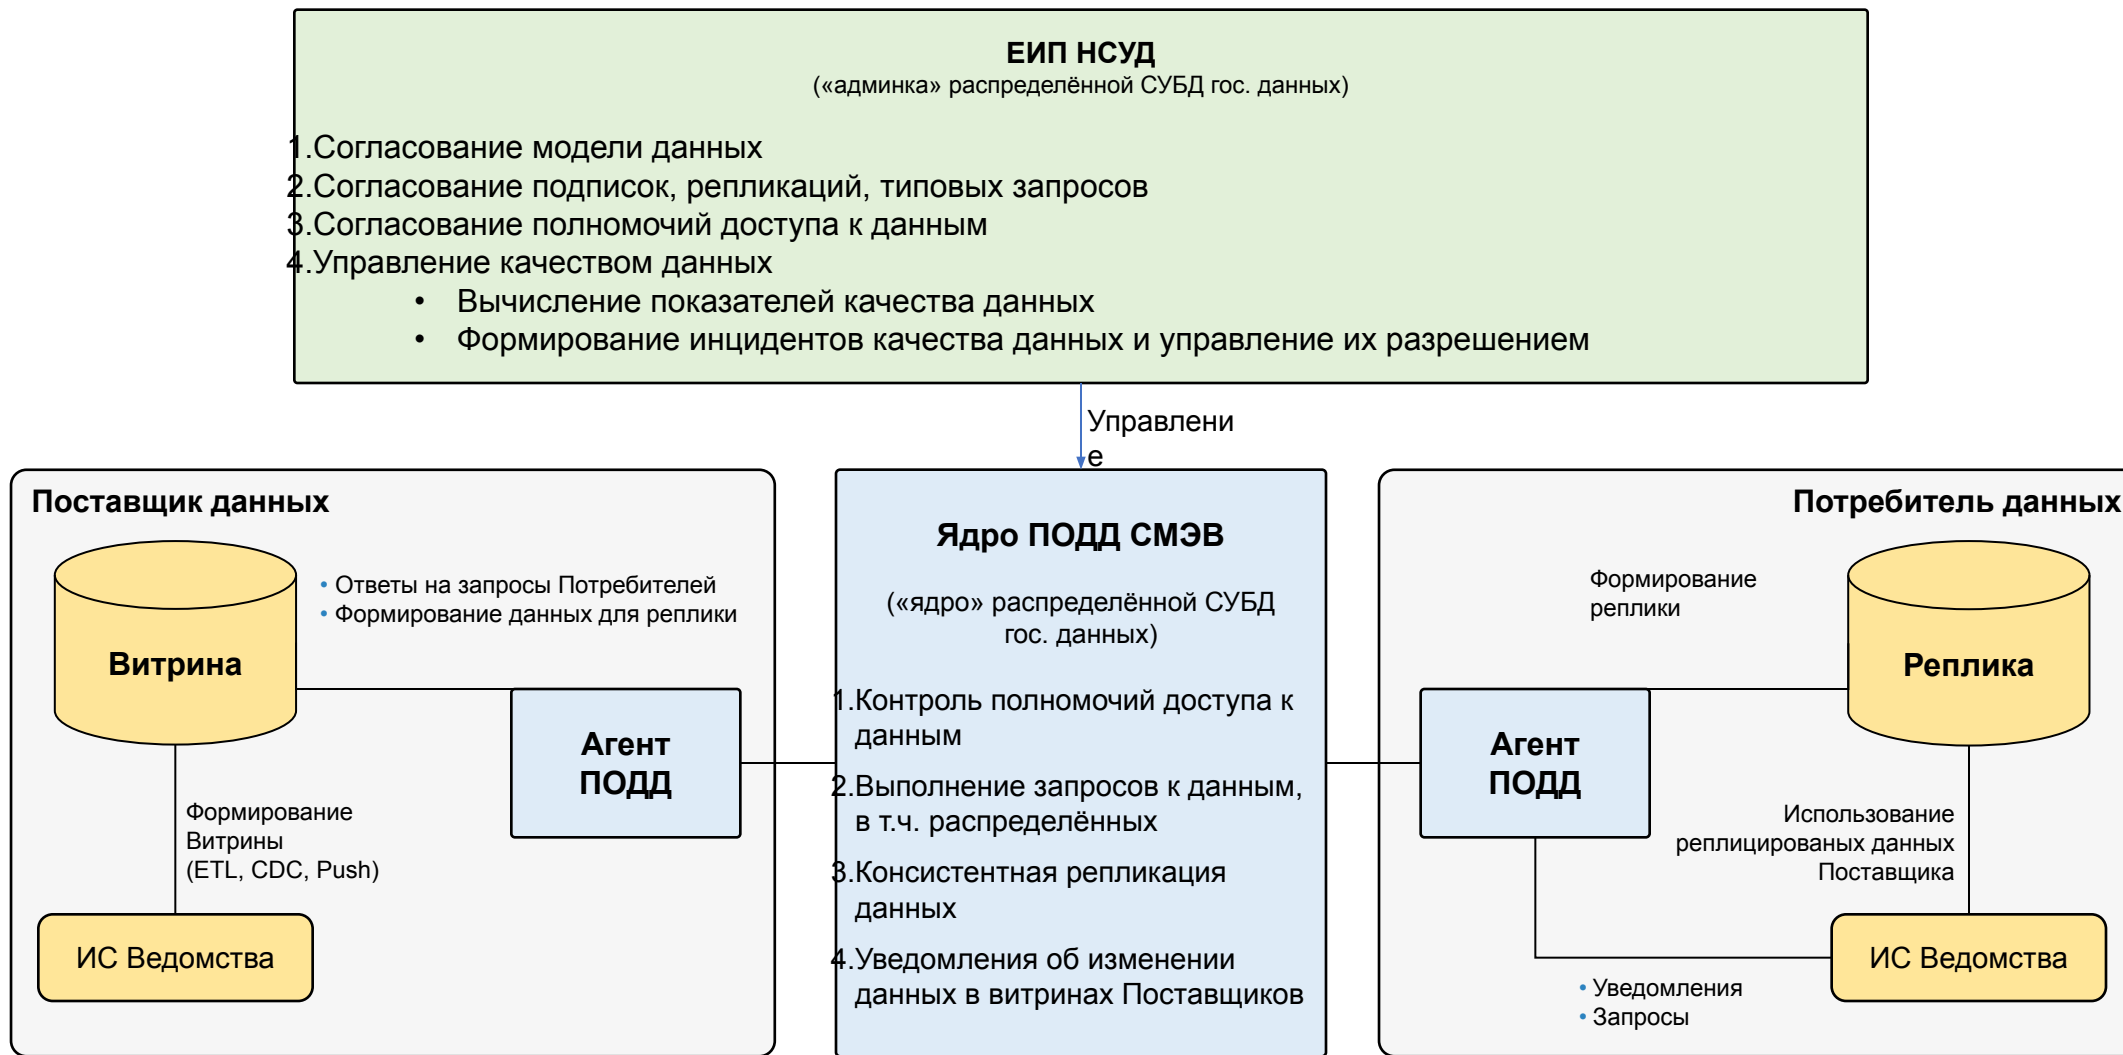 ЕИП НСУД
(«админка» распределённой СУБД гос. данных)
1.Согласование модели данных
2.Согласование подписок, репликаций, типовых запросов
3.Согласование полномочий доступа к данным
4.Управление качеством данных
• Вычисление показателей качества данных
• Формирование инцидентов качества данных и управление их разрешением
Управлени
е
Поставщик данных
Витрина
• Ответы на запросы Потребителей
• Формирование данных для реплики
Агент
ПОДД
Формирование
Витрины
(ETL, CDC, Push)
ИС Ведомства
Ядро ПОДД СМЭВ
(«ядро» распределённой СУБД
гос. данных)
1.Контроль полномочий доступа к
данным
2.Выполнение запросов к данным,
в т.ч. распределённых
3.Консистентная репликация
данных
4.Уведомления об изменении
данных в витринах Поставщиков
Потребитель данных
Формирование
реплики
Реплика
Агент
ПОДД
Использование
реплицированых данных
Поставщика
ИС Ведомства
• Уведомления
• Запросы